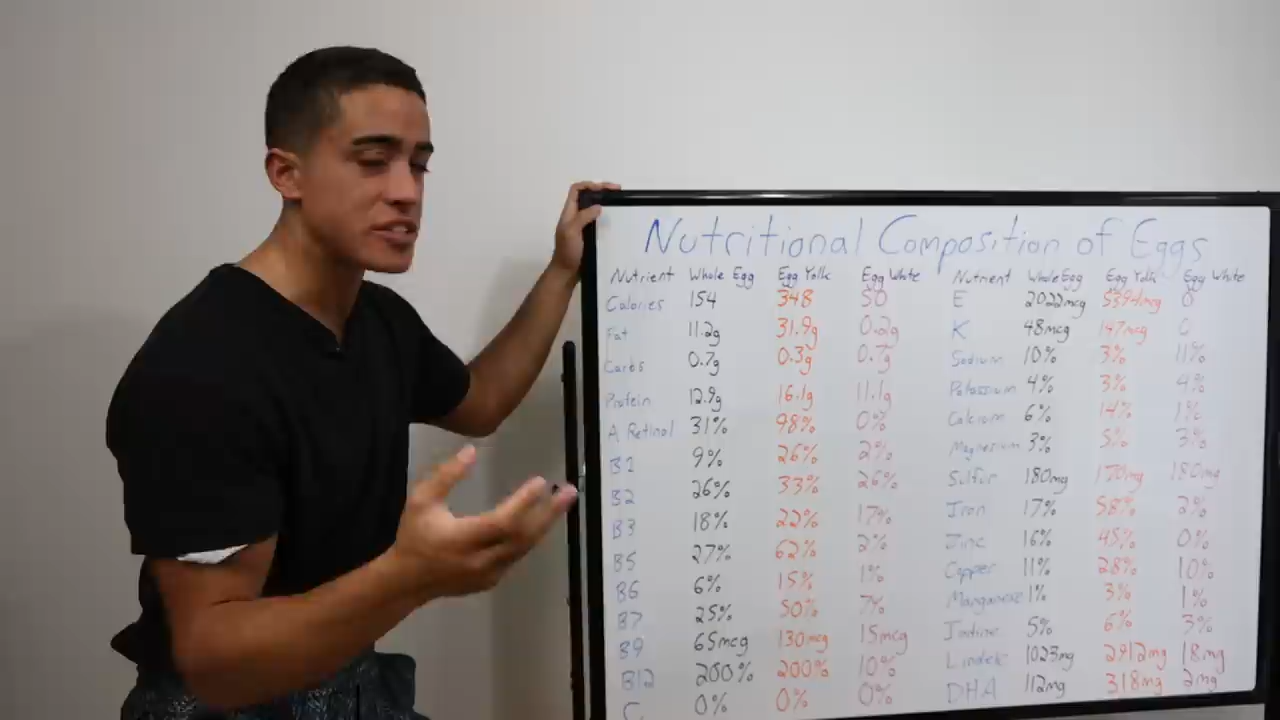 Nutritional Composition of Eggs
Nutrient Whole Egg Egg Yolk Egg White
Calories 154 348 50
Fat 11.2g 31.9g 0.2g
Carbs 0.7g 0.3g 0.7g
Protein 12.9g 16.1g 11.1g
A Retinol 31% 98% 0%
B1 9% 26% 2%
B2 26% 33% 26%
B3 18% 22% 17%
B5 27% 62% 2%
B6 6% 15% 1%
B7 25% 50% 7%
B9 65mcg 130mcg 15mcg
B12 200% 200% 10%
C 0% 0% 0%
Nutrient Whole Egg Egg Yolk Egg White
E 2022mcg 5394mcg 0
K 48mcg 147mcg 0
Sodium 10% 3% 11%
Potassium 4% 3% 4%
Calcium 6% 14% 1%
Magnesium 3% 5% 3%
Sulfur 180mg 170mg 180mg
Iron 17% 58% 2%
Zinc 16% 45% 0%
Copper 11% 28% 10%
Manganese 1% 3% 1%
Iodine 5% 6% 3%
1023mg 2912mg 18mg
DHA 112mg 318mg 2mg